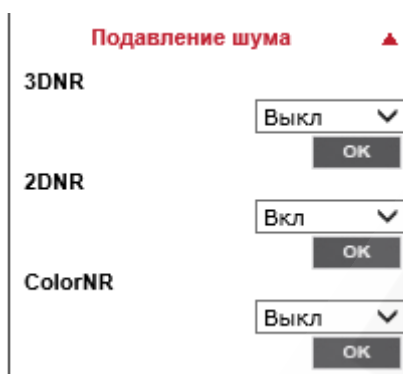 Подавление шума
3DNR
Выкл
OK
2DNR
Вкл
OK
ColorNR
Выкл
OK